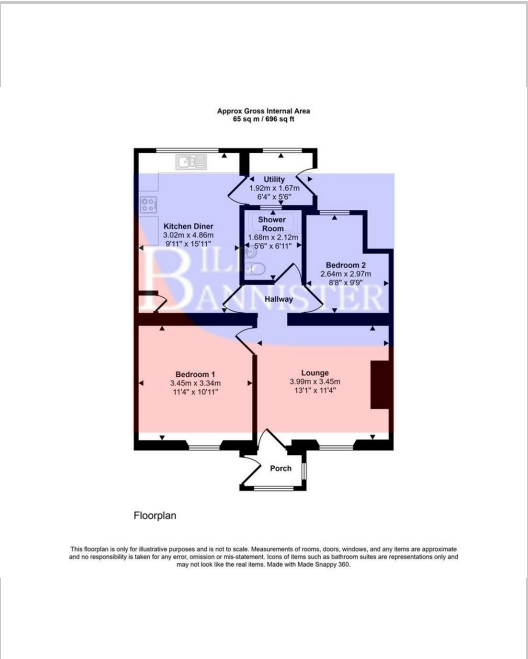 Approx Gross Internal Area
65 sq m / 696 sq ft
Utility
1.92m x 1.67m
6'4" x 5'6"
Kitchen Diner
3.02m x 4.86m
9'11" x 15'11"
Shower
Room
1.68m x 2.12m
5'6" x 6'11"
Bedroom 2
2.64m x 2.97m
8'8" x 9'9"
BILL
BANNISTER
Hallway
Bedroom 1
3.45m x 3.34m
11'4" x 10'11"
Lounge
3.99m x 3.45m
13'1" x 11'4"
Porch
Floorplan
This floorplan is only for illustrative purposes and is not to scale. Measurements of rooms, doors, windows, and any items are approximate
and no responsibility is taken for any error, omission or mis-statement. Icons of items such as bathroom suites are representations only and
may not look like the real items. Made with Made Snappy 360.